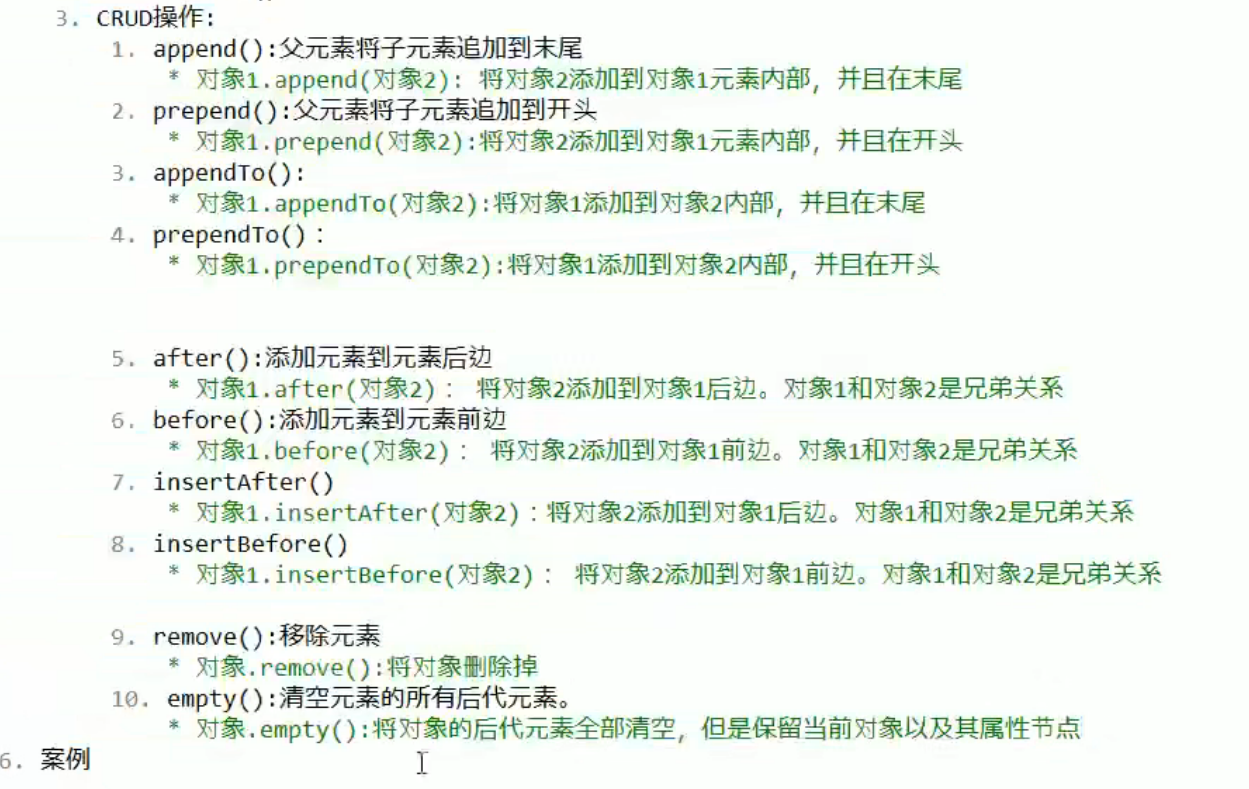 3. CRUD操作:
1. append():父元素将子元素追加到末尾
* 对象1.append(对象2): 将对象2添加到对象1元素内部，并且在末尾
2. prepend():父元素将子元素追加到开头
* 对象1.prepend(对象2):将对象2添加到对象1元素内部，并且在开头
3. appendTo():
* 对象1.appendTo(对象2):将对象1添加到对象2内部，并且在末尾
4. prependTo()：
* 对象1.prependTo(对象2):将对象1添加到对象2内部，并且在开头
5. after():添加元素到元素后边
* 对象1.after(对象2)： 将对象2添加到对象1后边。对象1和对象2是兄弟关系
6. before():添加元素到元素前边
* 对象1.before(对象2)： 将对象2添加到对象1前边。对象1和对象2是兄弟关系
7. insertAfter()
* 对象1.insertAfter(对象2)：将对象2添加到对象1后边。对象1和对象2是兄弟关系
8. insertBefore()
* 对象1.insertBefore(对象2)： 将对象2添加到对象1前边。对象1和对象2是兄弟关系
9. remove():移除元素
* 对象.remove():将对象删除掉
10. empty():清空元素的所有后代元素。
* 对象.empty():将对象的后代元素全部清空，但是保留当前对象以及其属性节点
6. 案例